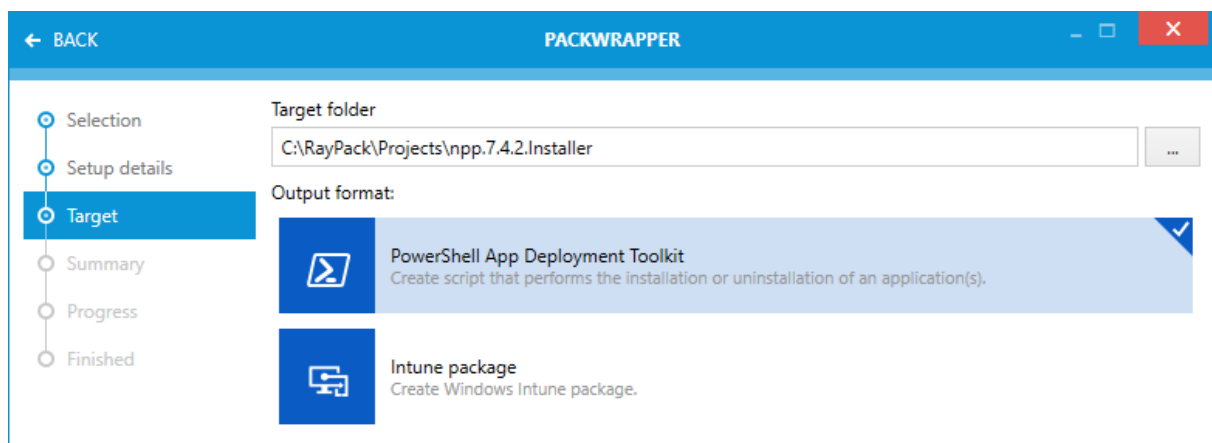 BACK
PACKWRAPPER
Selection
Setup details
Target
Summary
Progress
Finished
Target folder
C:\RayPack\Projects\npp.7.4.2.Installer
...
Output format:
PowerShell App Deployment Toolkit
Create script that performs the installation or uninstallation of an application(s).
Intune package
Create Windows Intune package.